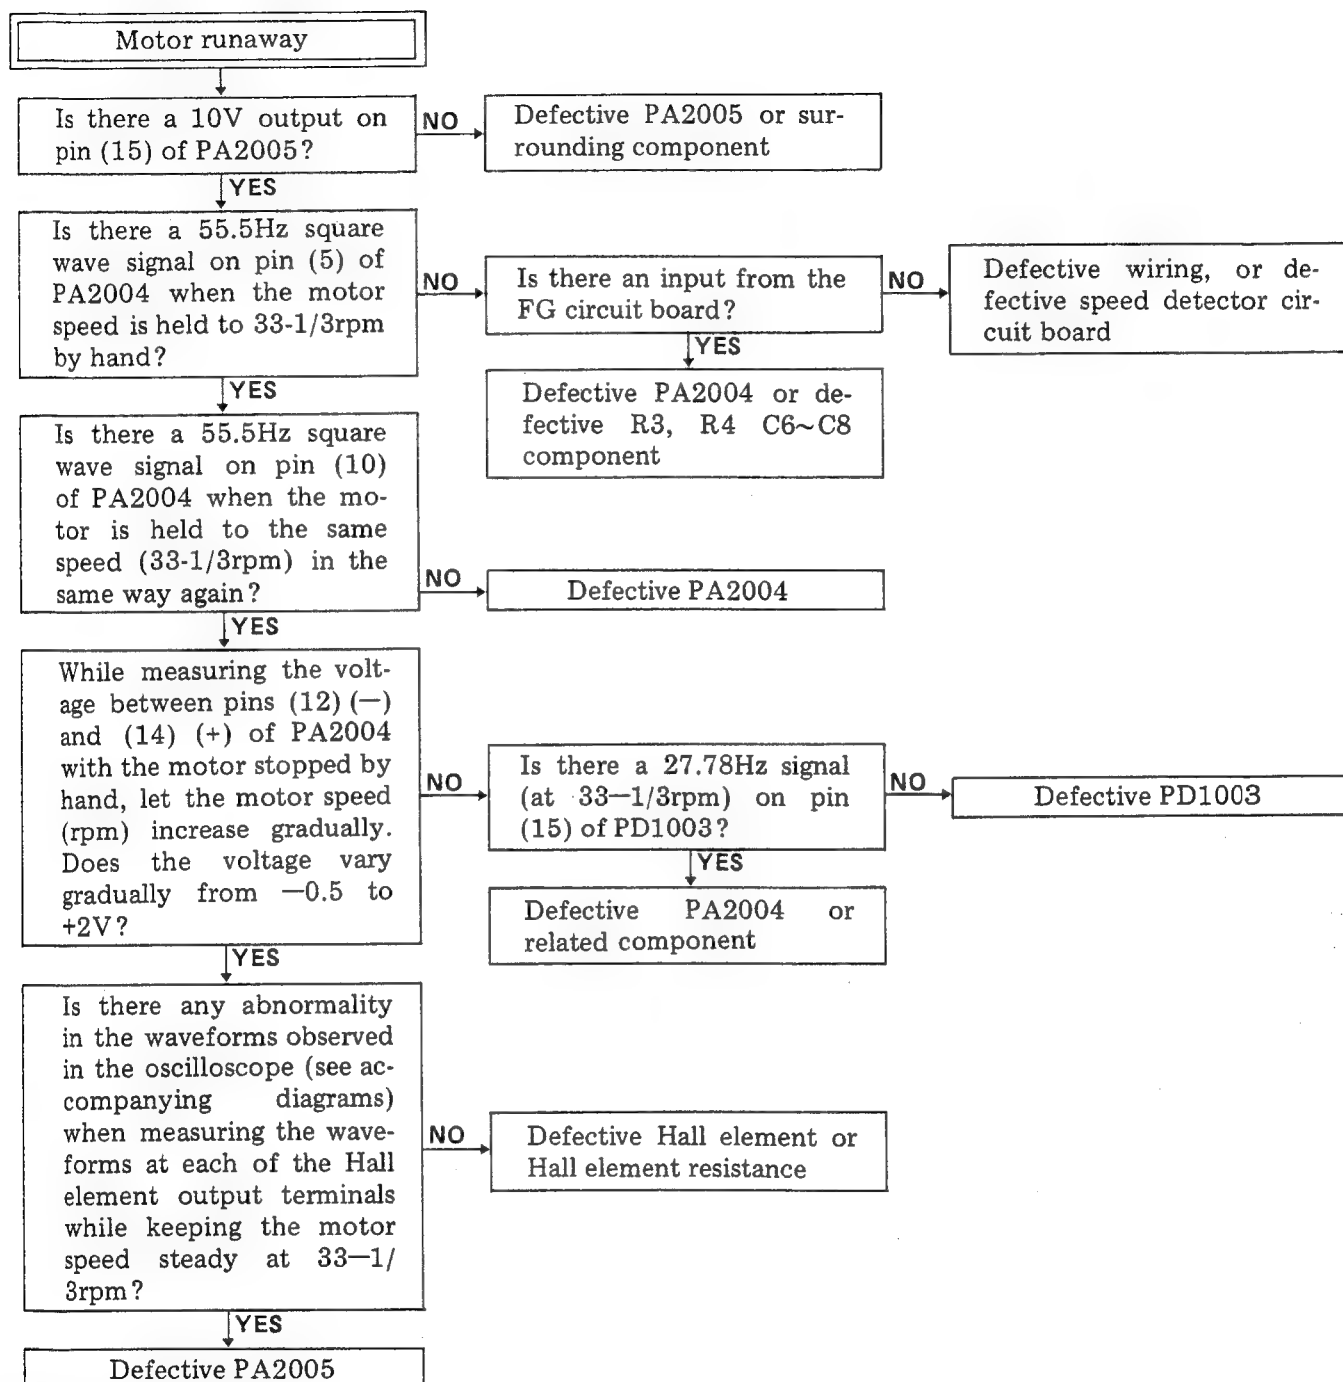 Motor runaway
Is there a 10V output on
pin (15) of PA2005?
NO
Defective PA2005 or sur-
rounding component
YES
Is there a 55.5Hz square
wave signal on pin (5) of
PA2004 when the motor
speed is held to 33-1/3rpm
by hand?
NO
Is there an input from the
FG circuit board?
NO
Defective wiring, or de-
fective speed detector cir-
cuit board
YES
Defective PA2004 or de-
fective R3, R4 C6~C8
component
YES
Is there a 55.5Hz square
wave signal on pin (10)
of PA2004 when the mo-
tor is held to the same
speed (33-1/3rpm) in the
same way again?
NO
Defective PA2004
YES
While measuring the volt-
age between pins (12) (—)
and (14) (+) of PA2004
with the motor stopped by
hand, let the motor speed
(rpm) increase gradually.
Does the voltage vary
gradually from —0.5 to
+2V?
NO
Is there a 27.78Hz signal
(at 33—1/3rpm) on pin
(15) of PD1003?
NO
Defective PD1003
YES
Defective PA2004 or
related component
YES
Is there any abnormality
in the waveforms observed
in the oscilloscope (see ac-
companying diagrams)
when measuring the wave-
forms at each of the Hall
element output terminals
while keeping the motor
speed steady at 33—1/
3rpm?
NO
Defective Hall element or
Hall element resistance
YES
Defective PA2005